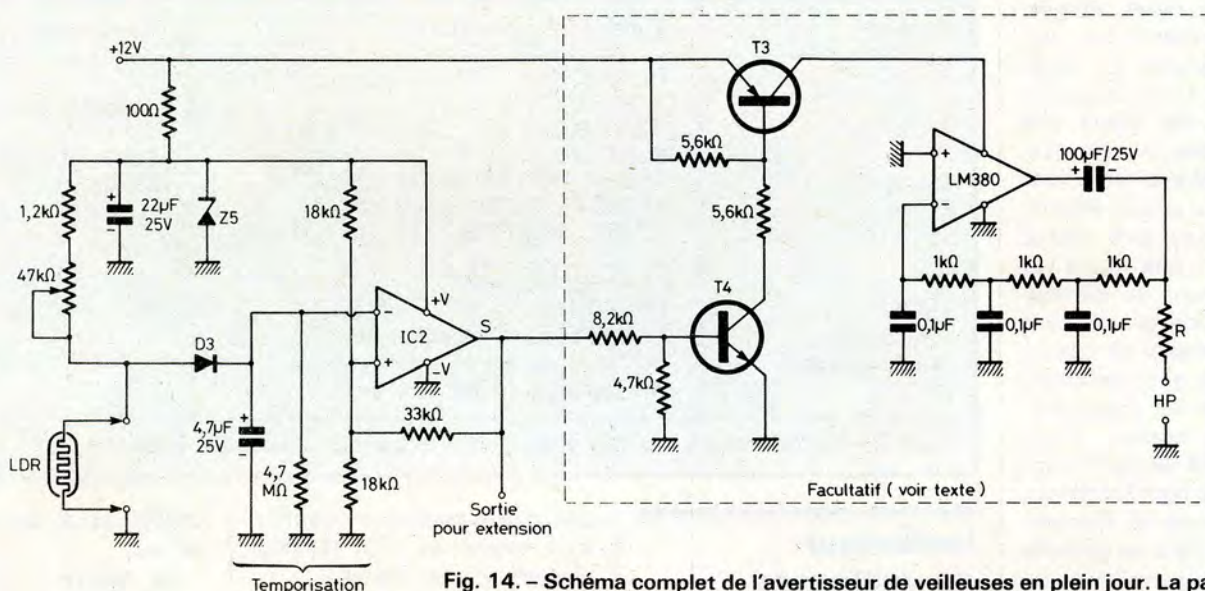 +12V
100Ω
1,2kΩ
22µF
25V
Z5
18kΩ
47kΩ
D3
LDR
4,7µF
25V
4,7
MΩ
18kΩ
Temporisation
IC2
+V
-V
-
+
S
33kΩ
Sortie
pour extension
8,2kΩ
4,7kΩ
T4
5,6kΩ
5,6kΩ
T3
LM380
+
-
100µF/25V
+ -
1kΩ
1kΩ
1kΩ
0,1µF
0,1µF
0,1µF
R
HP
Facultatif ( voir texte )
Fig. 14. – Schéma complet de l'avertisseur de veilleuses en plein jour. La pa